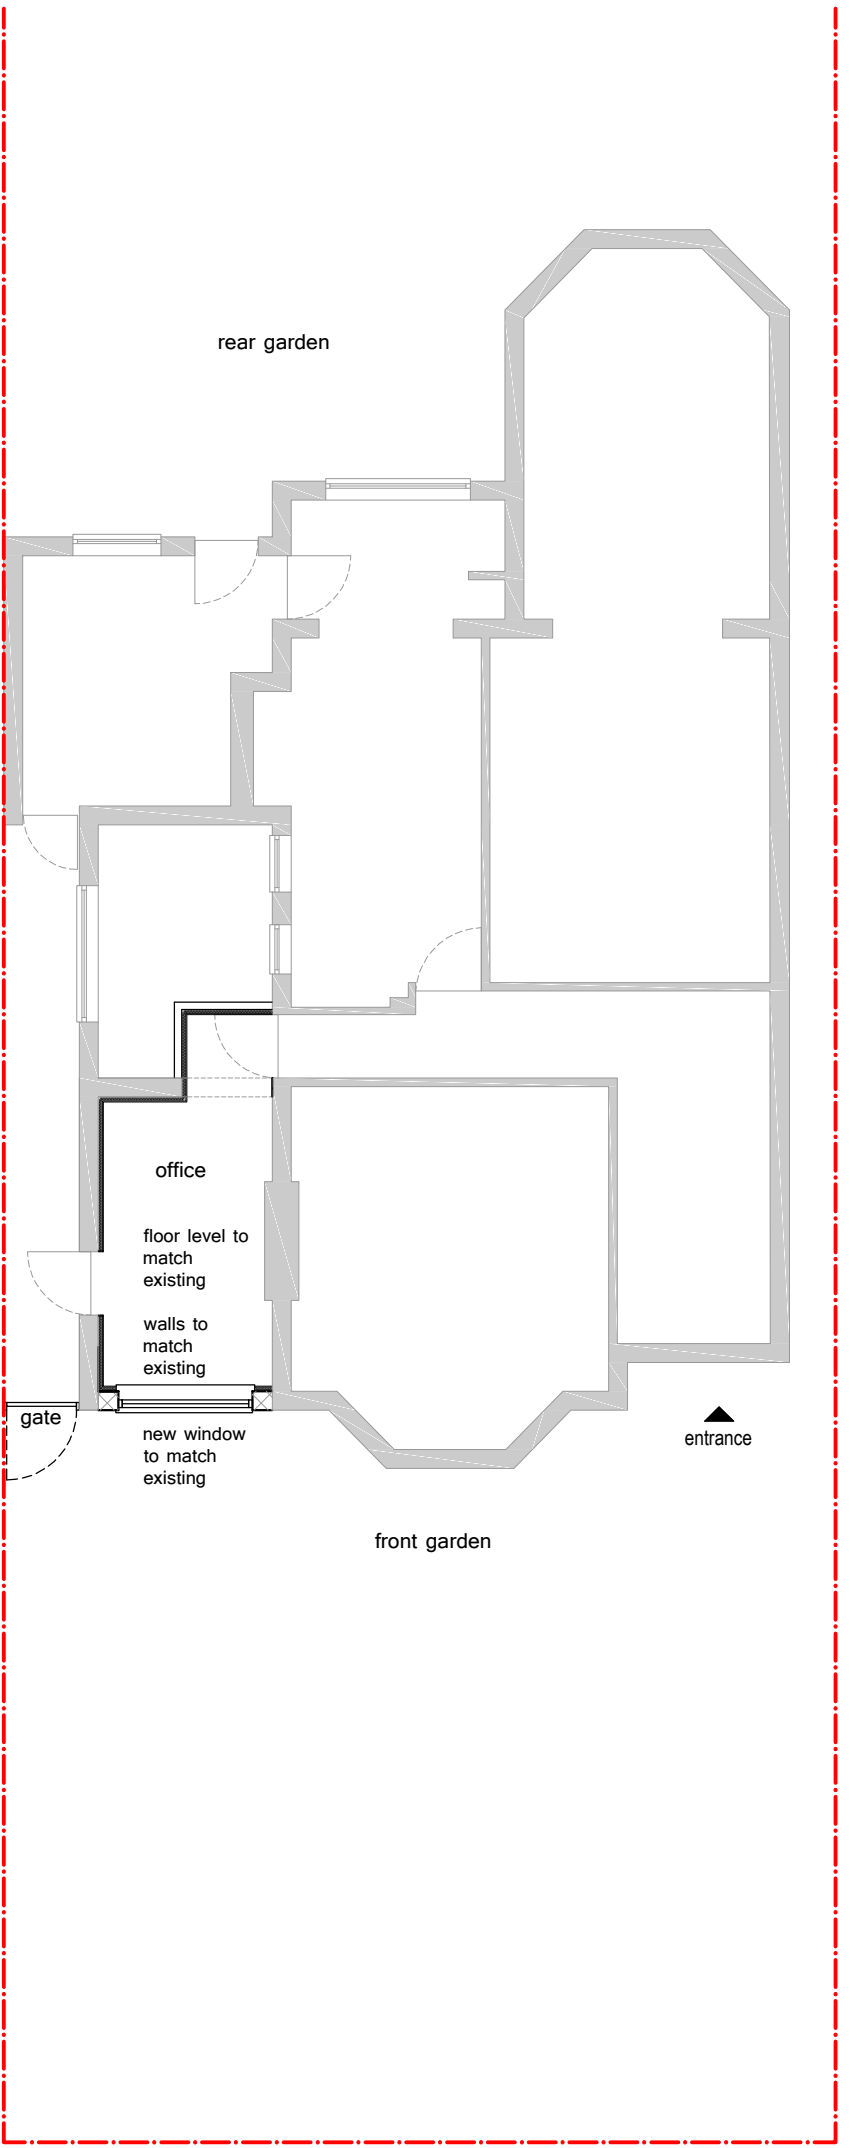 rear garden
office
floor level to
match
existing
walls to
match
existing
gate
new window
to match
existing
entrance
front garden